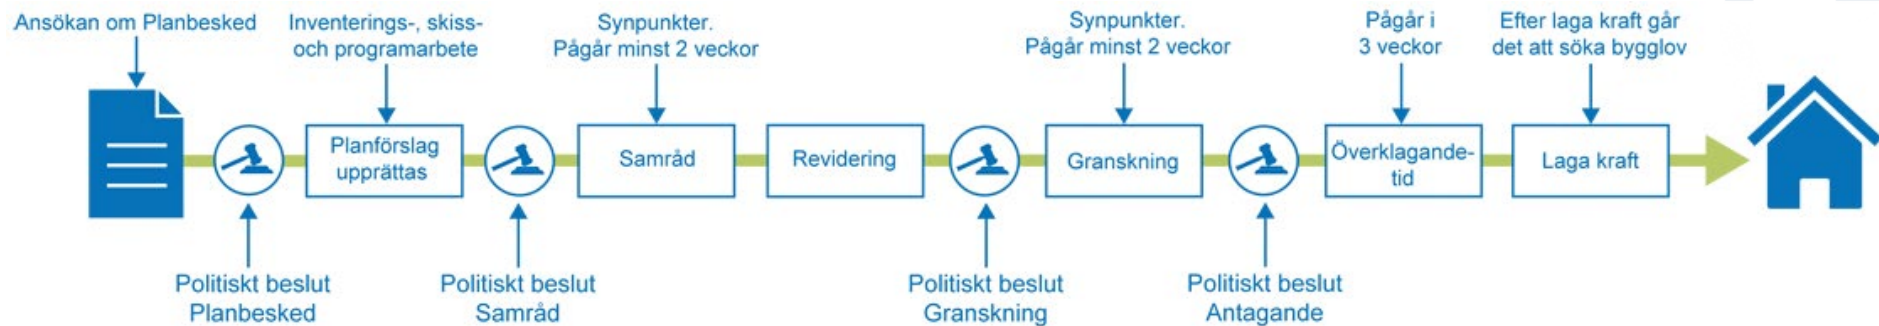 Ansökan om Planbesked
Inventerings-, skiss-
och programarbete
Synpunkter.
Pågår minst 2 veckor
Synpunkter.
Pågår minst 2 veckor
Pågår i
3 veckor
Efter laga kraft går
det att söka bygglov
Planförslag
upprättas
Samråd
Revidering
Granskning
Överklagande-
tid
Laga kraft
Politiskt beslut
Planbesked
Politiskt beslut
Samråd
Politiskt beslut
Granskning
Politiskt beslut
Antagande